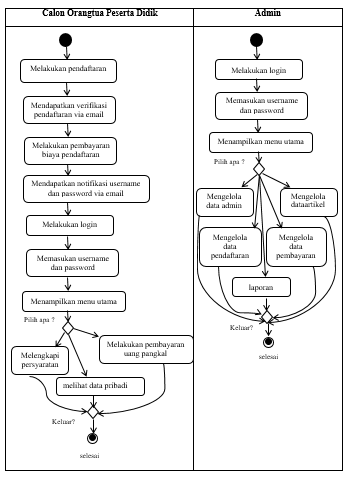 Calon Orangtua Peserta Didik
Admin
Melakukan pendaftaran
Mendapatkan verifikasi
pendaftaran via email
Melakukan pembayaran
biaya pendaftaran
Mendapatkan notifikasi username
dan password via email
Melakukan login
Memasukan username
dan password
Menampilkan menu utama
Pilih apa ?
Melengkapi
persyaratan
Melakukan pembayaran
uang pangkal
melihat data pribadi
Keluar?
selesai
Melakukan login
Memasukan username
dan password
Menampilkan menu utama
Pilih apa ?
Mengelola
data admin
Mengelola
dataartikel
Mengelola
data
pendaftaran
Mengelola
data
pembayaran
laporan
Keluar?
selesai